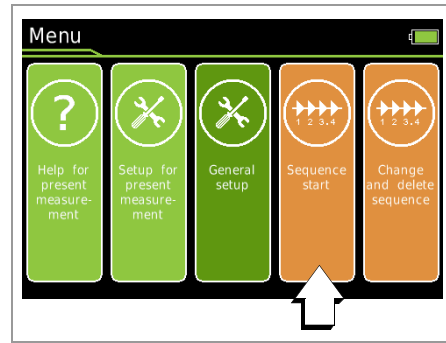 Menu
?
1 2 3.4
1 2 3.4
Help for
present
measure-
ment
Setup for
present
measure-
ment
General
setup
Sequence
start
Change
and delete
sequence